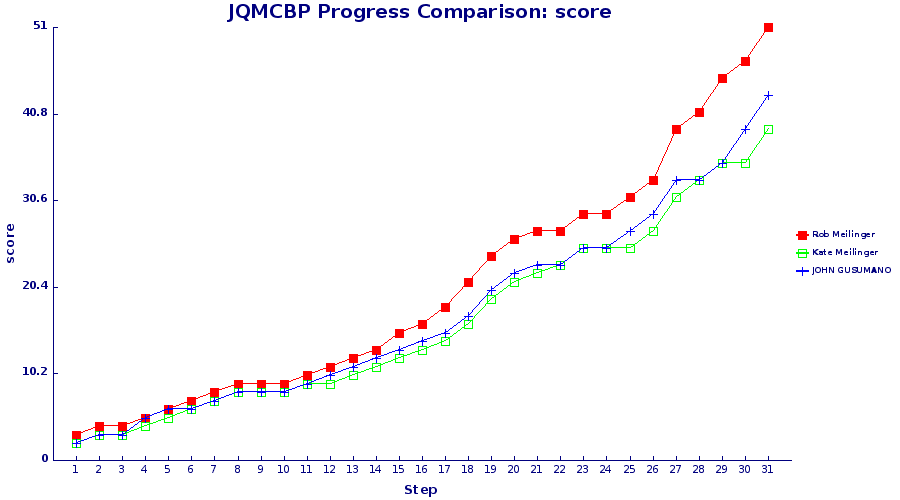 JQMCBP Progress Comparison: score
51
40.8
30.6
20.4
10.2
0
score
1 2 3 4 5 6 7 8 9 10 11 12 13 14 15 16 17 18 19 20 21 22 23 24 25 26 27 28 29 30 31
Step
Rob Meilinger
Kate Meilinger
JOHN GUSUMANO